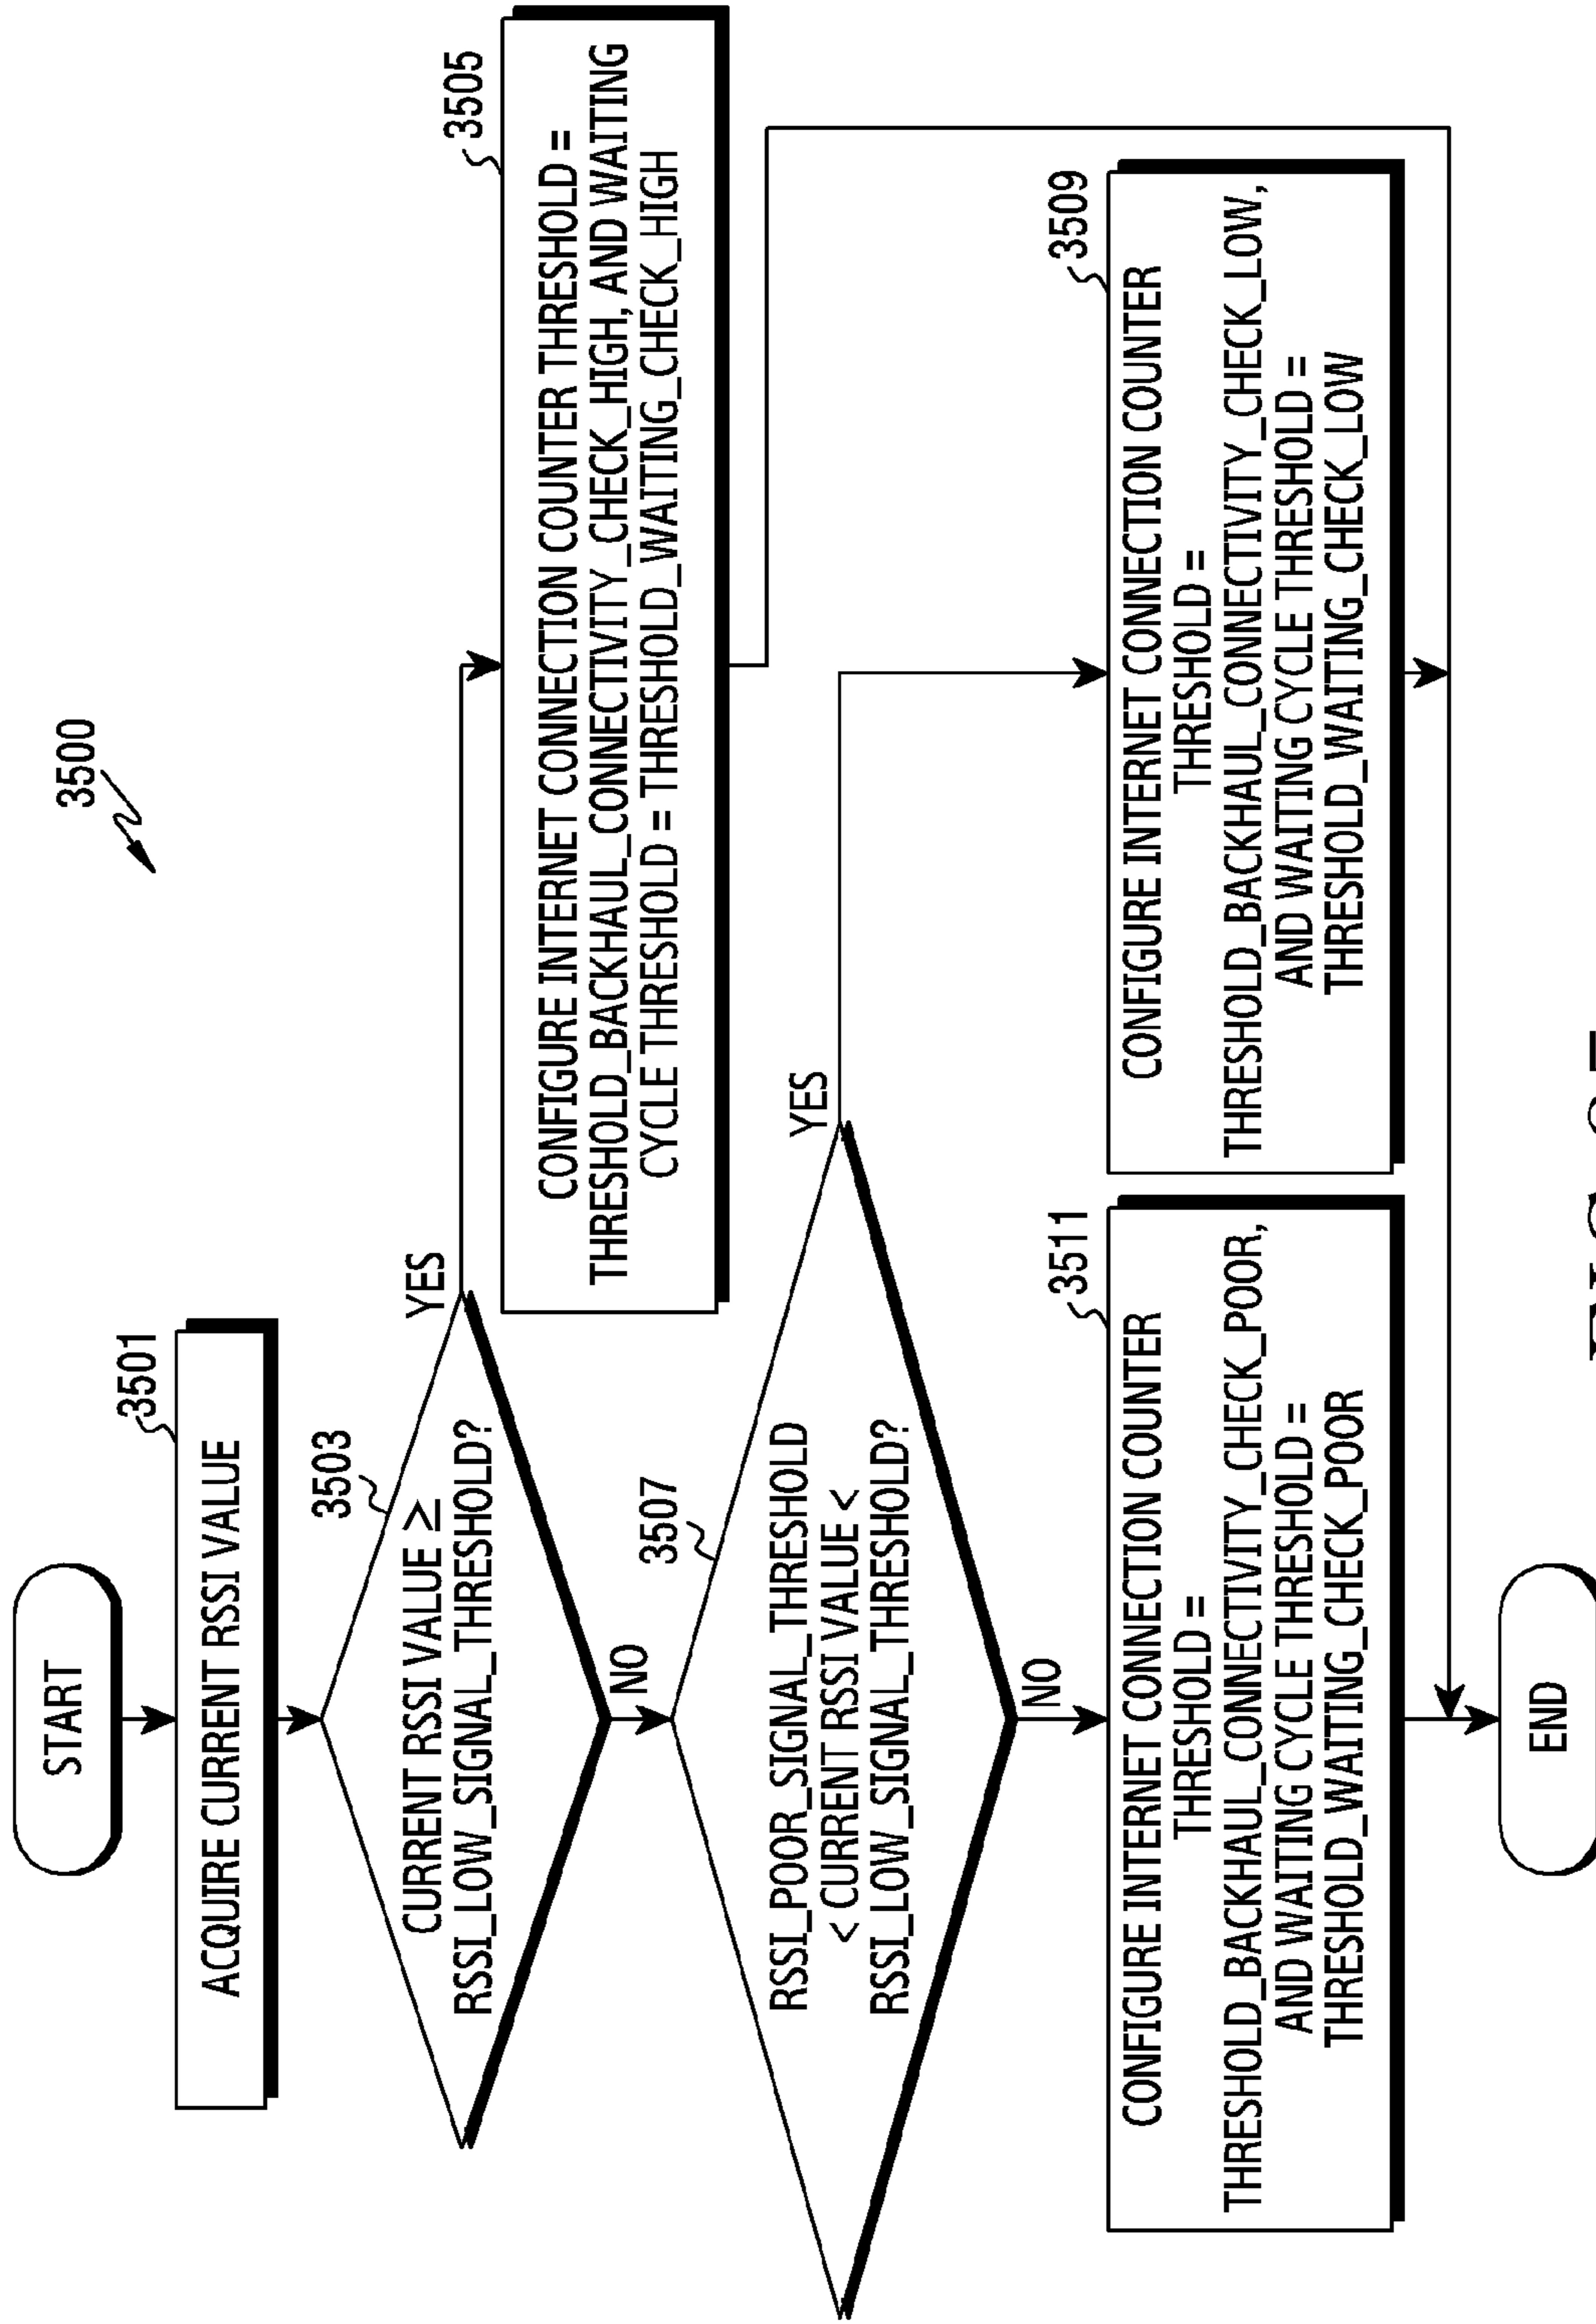 3500
START
3501
ACQUIRE CURRENT RSSI VALUE
3503
CURRENT RSSI VALUE ≥
RSSI_LOW_SIGNAL_THRESHOLD?
YES
NO
3505
CONFIGURE INTERNET CONNECTION COUNTER THRESHOLD =
THRESHOLD_BACKHAUL_CONNECTIVITY_CHECK_HIGH, AND WAITING
CYCLE THRESHOLD = THRESHOLD_WAITING_CHECK_HIGH
3507
RSSI_POOR_SIGNAL_THRESHOLD
< CURRENT RSSI VALUE <
RSSI_LOW_SIGNAL_THRESHOLD?
YES
NO
3509
CONFIGURE INTERNET CONNECTION COUNTER
THRESHOLD =
THRESHOLD_BACKHAUL_CONNECTIVITY_CHECK_LOW,
AND WAITING CYCLE THRESHOLD =
THRESHOLD_WAITING_CHECK_LOW
3511
CONFIGURE INTERNET CONNECTION COUNTER
THRESHOLD =
THRESHOLD_BACKHAUL_CONNECTIVITY_CHECK_POOR,
AND WAITING CYCLE THRESHOLD =
THRESHOLD_WAITING_CHECK_POOR
END